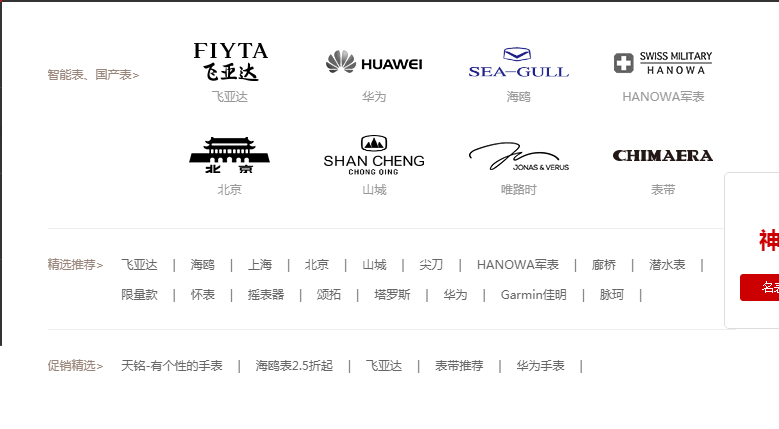 智能表、国产表>
FIYTA
飞亚达
飞亚达
HUAWEI
华为
SEA-GULL
海鸥
SWISS MILITARY
HANOWA
HANOWA军表
北 京
北京
SHAN CHENG
CHONG QING
山城
JONAS & VERUS
唯路时
CHIMAERA
表带
精选推荐> 飞亚达 | 海鸥 | 上海 | 北京 | 山城 | 尖刀 | HANOWA军表 | 廊桥 | 潜水表 |
限量款 | 怀表 | 摇表器 | 颂拓 | 塔罗斯 | 华为 | Garmin佳明 | 脉珂 |
神
名表
促销精选> 天铭-有个性的手表 | 海鸥表2.5折起 | 飞亚达 | 表带推荐 | 华为手表 |